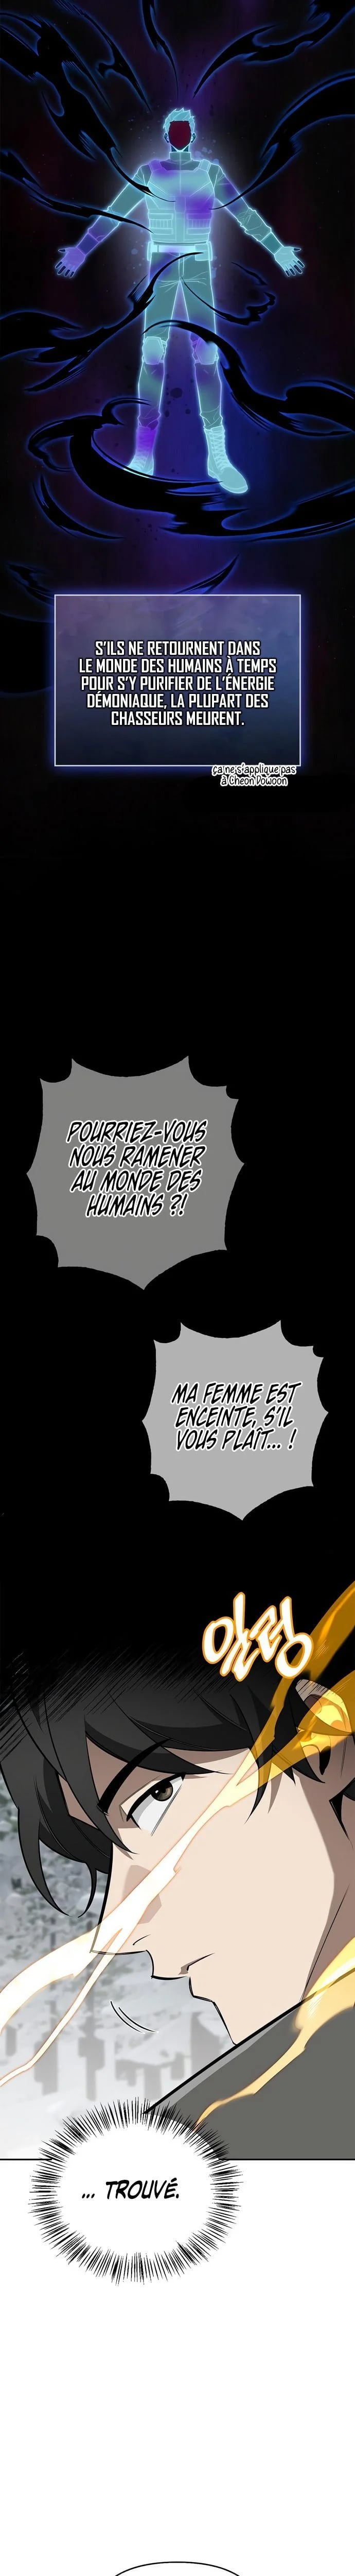 S'ILS NE RETOURNENT DANS
LE MONDE DES HUMAINS À TEMPS
POUR S'Y PURIFIER DE L'ÉNERGIE
DÉMONIAQUE, LA PLUPART DES
CHASSEURS MEURENT.
ça ne s'applique pas
à Cheon Dowoon
POURRIEZ-VOUS
NOUS RAMENER
AU MONDE DES
HUMAINS ?!
MA FEMME EST
ENCEINTE, S'IL
VOUS PLAÎT... !
일렁
... TROUVÉ.